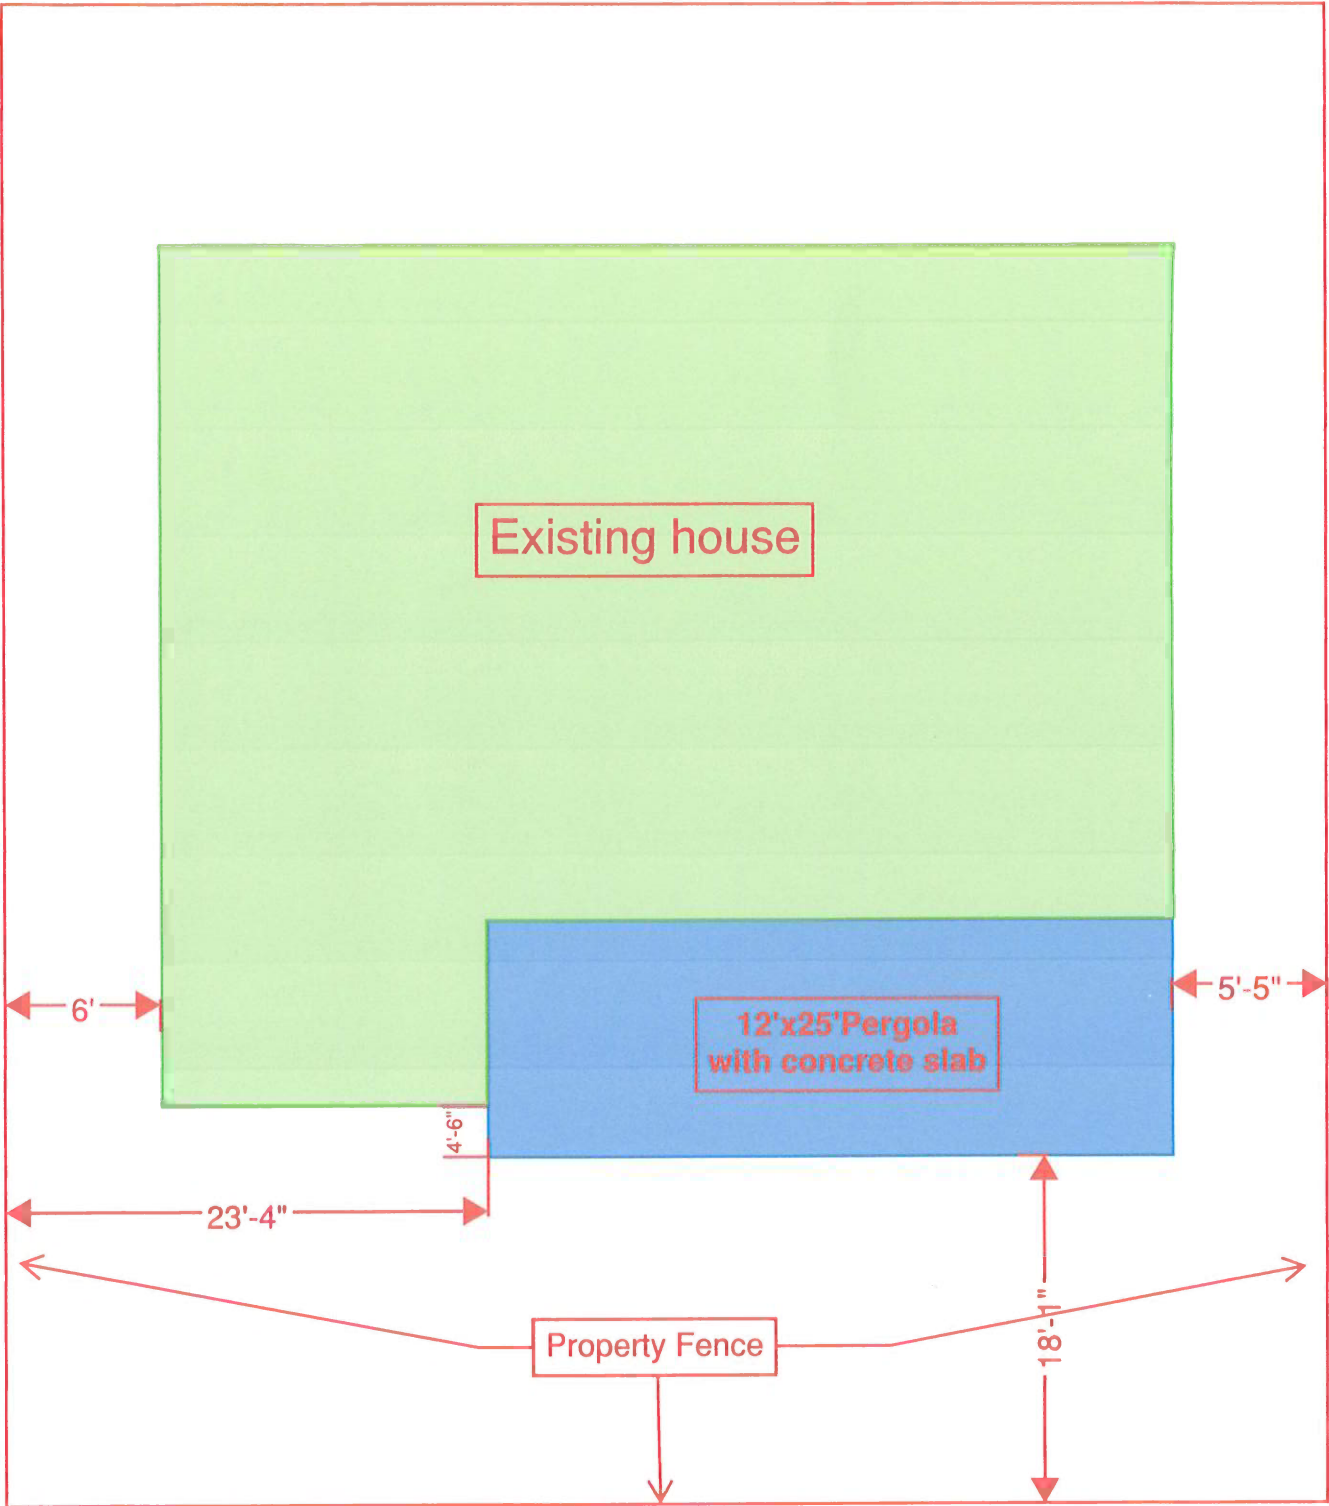 Existing house
6'
5'-5"
12'x25'Pergola
with concrete slab
4'-6"
23'-4"
18'-1"
Property Fence